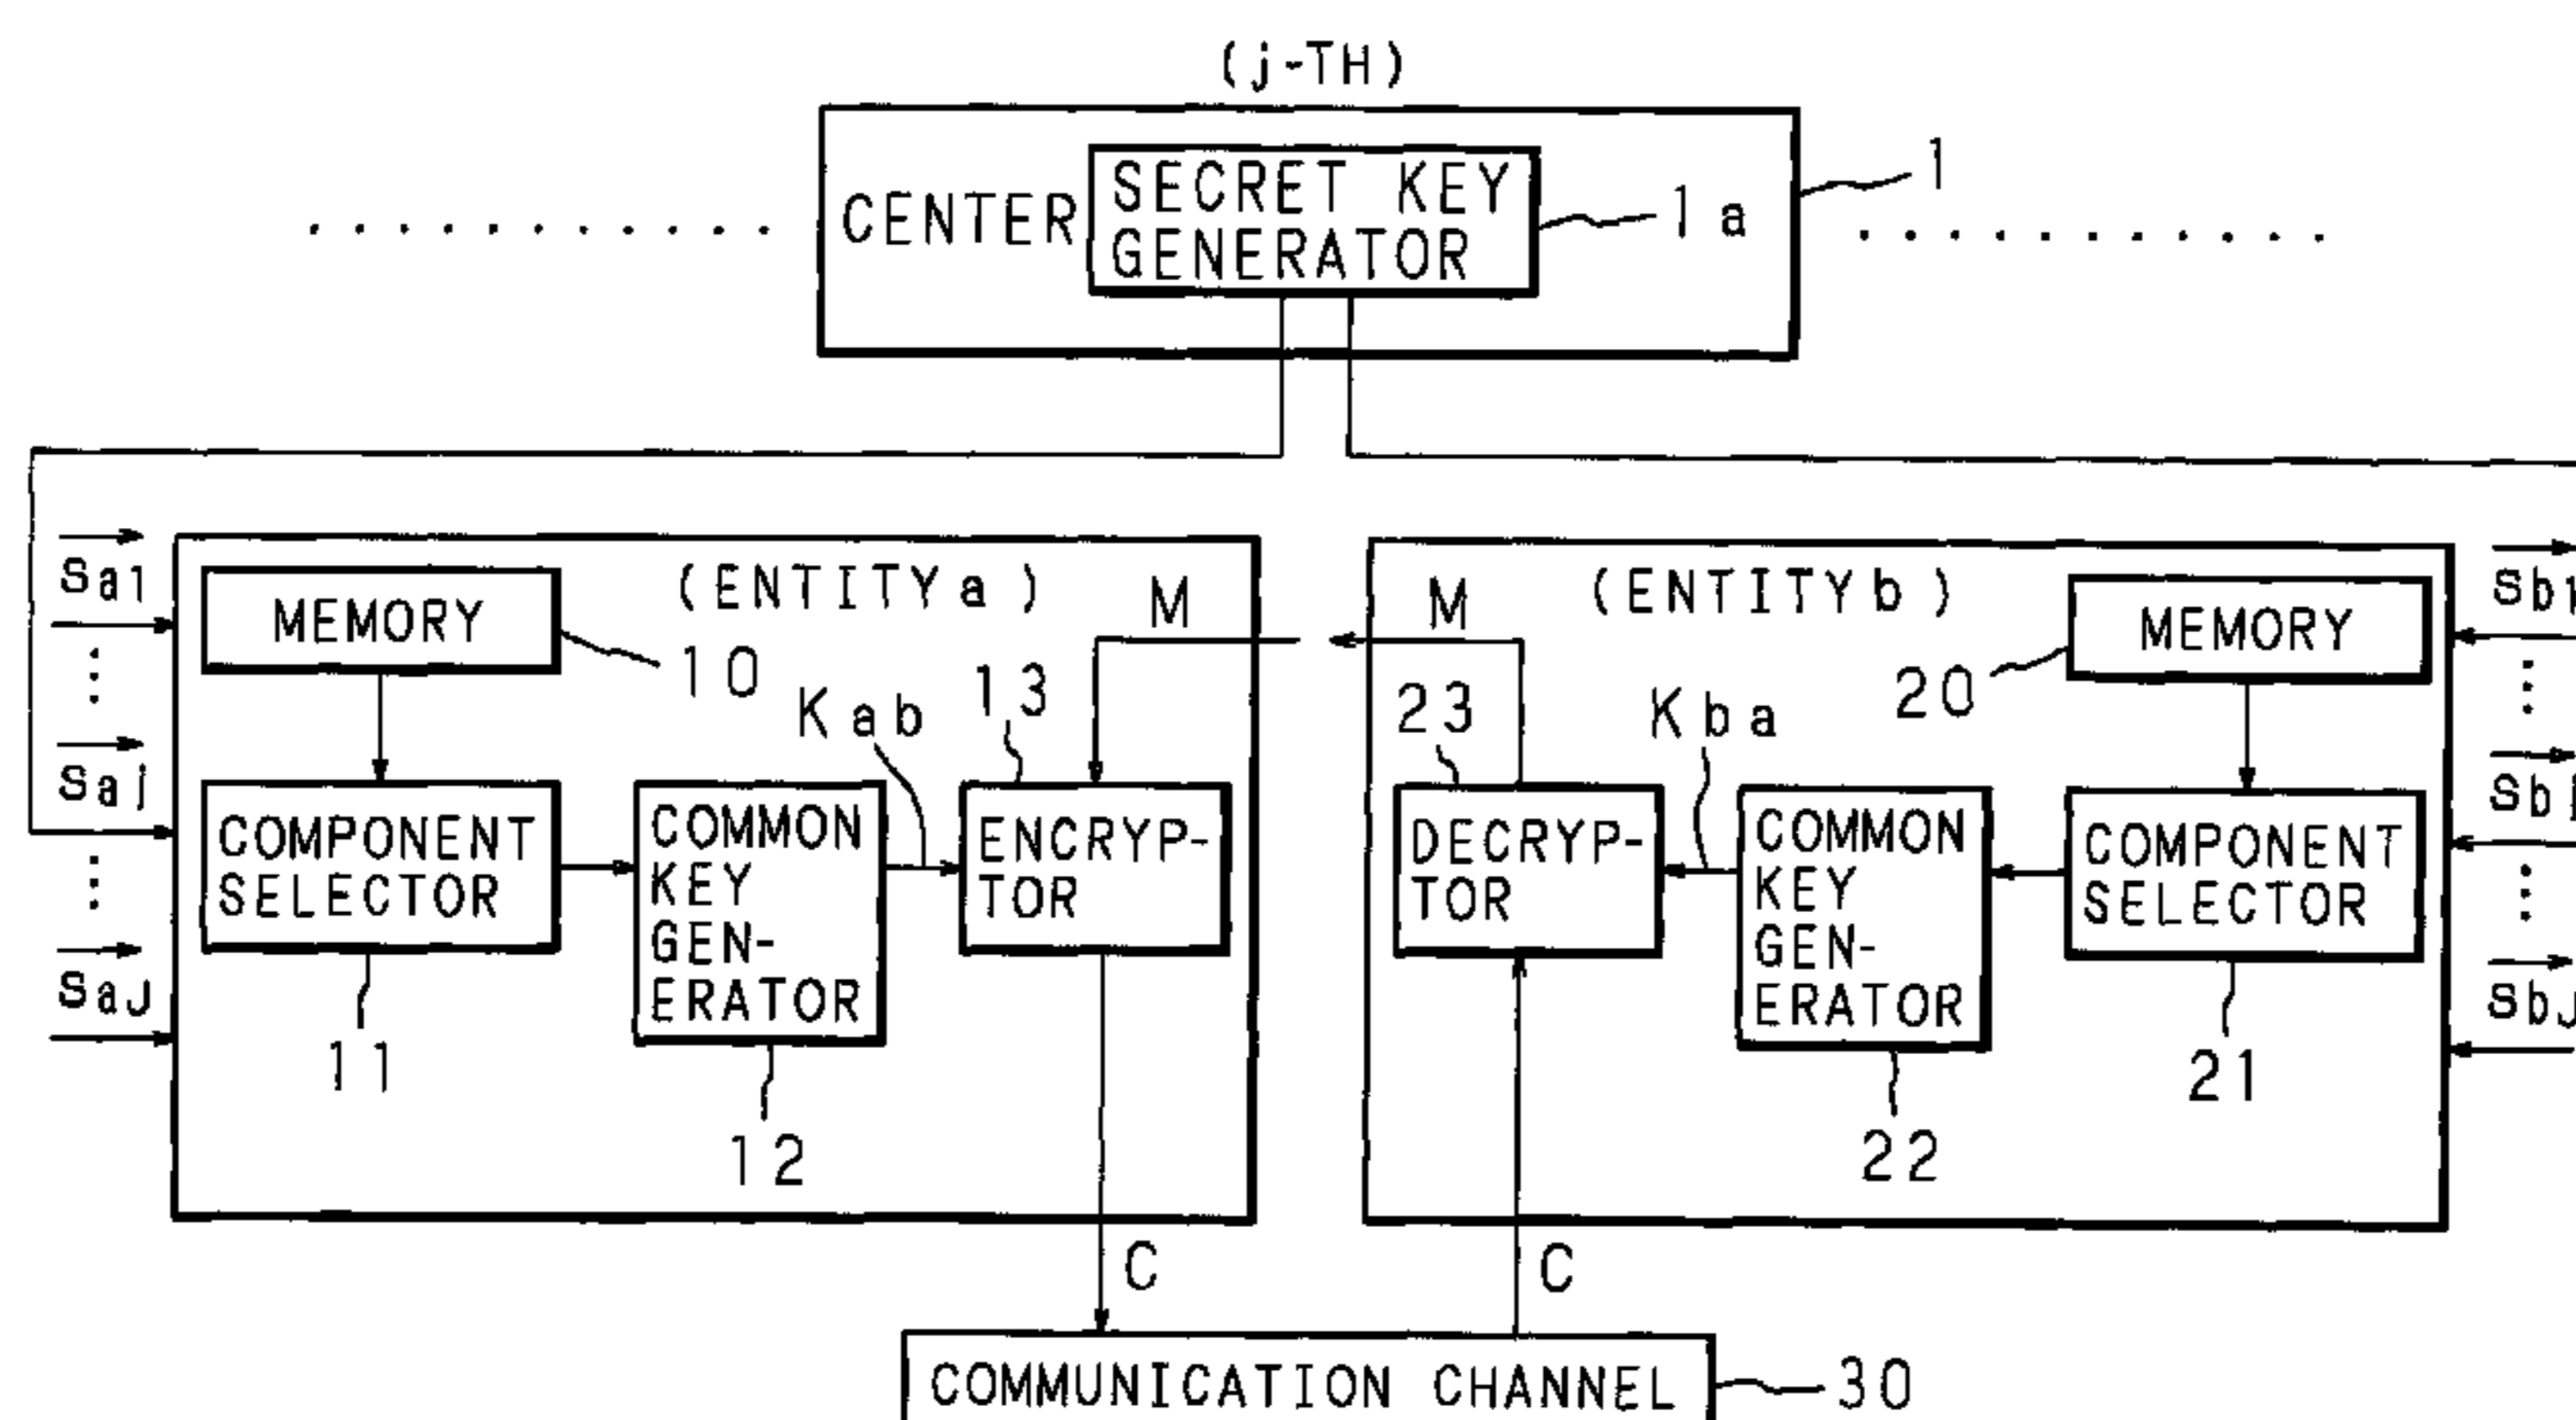 (j-TH)
CENTER
SECRET KEY
GENERATOR
1a
1
Sa1
Saj
SaJ
(ENTITYa)
MEMORY
10
COMPONENT
SELECTOR
11
COMMON
KEY
GEN-
ERATOR
12
Kab
13
ENCRYP-
TOR
M
C
(ENTITYb)
M
23
DECRYP-
TOR
Kba
COMMON
KEY
GEN-
ERATOR
22
MEMORY
20
COMPONENT
SELECTOR
21
C
Sb
Sbj
SbJ
COMMUNICATION CHANNEL
30